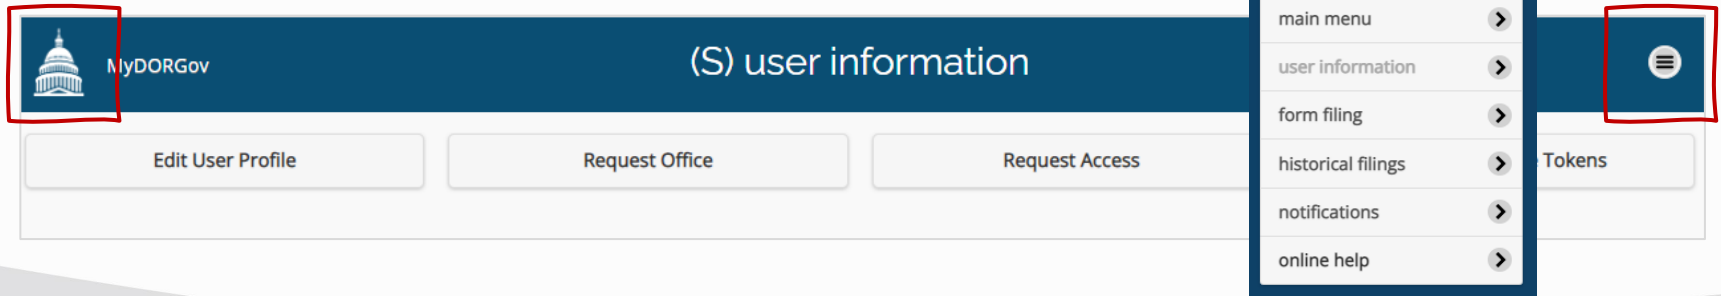 MyDORGov
(S) user information
Edit User Profile
Request Office
Request Access
Tokens
main menu
user information
form filing
historical filings
notifications
online help